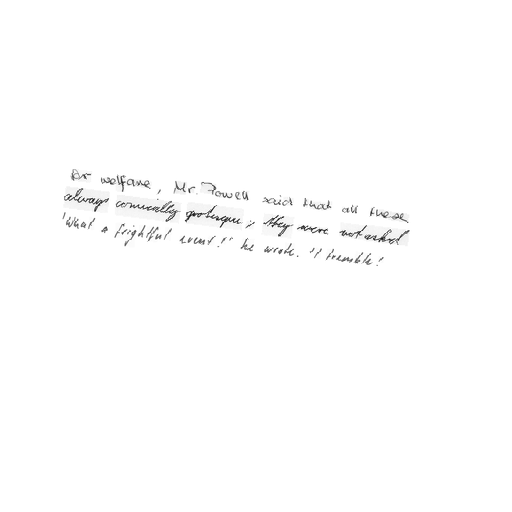 for welfare, Mr. Powell said that all these
always comically grotesque; they were not asked
'What a frightful event!' he wrote. 'I tremble!